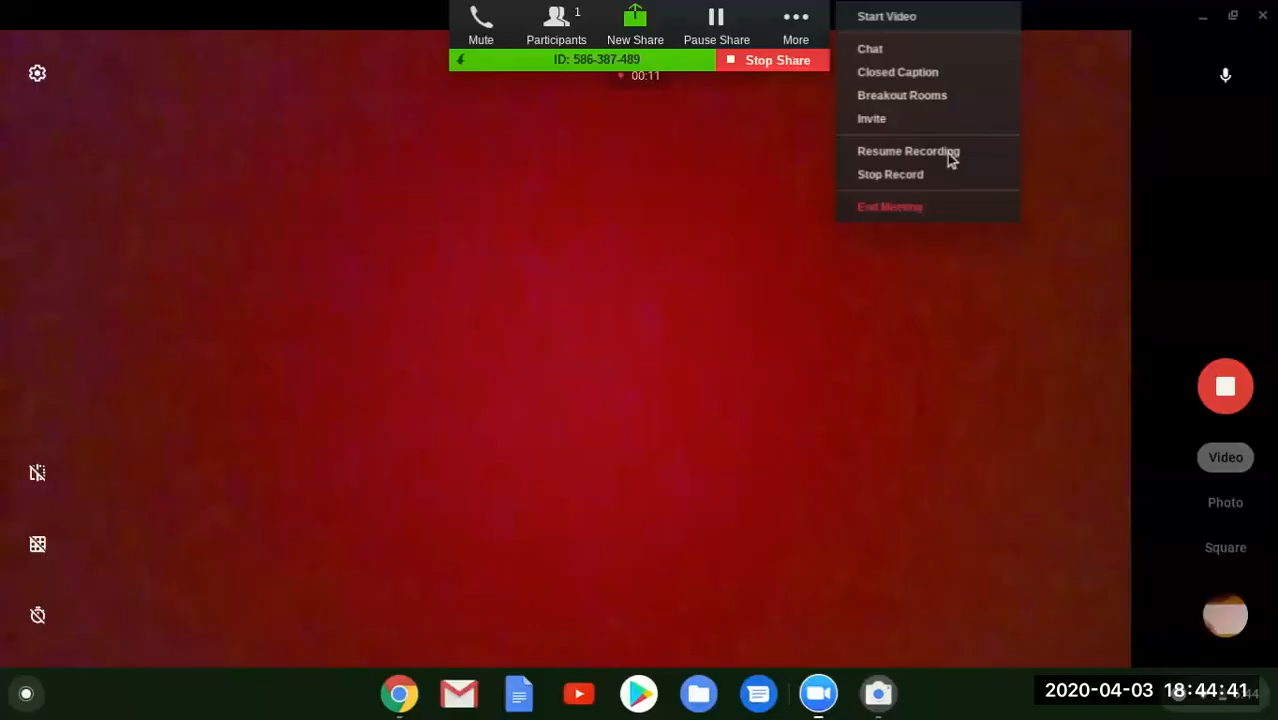 Mute
Participants
1
New Share
Pause Share
More
ID: 586-387-489
Stop Share
00:11
Start Video
Chat
Closed Caption
Breakout Rooms
Invite
Resume Recording
Stop Record
End Meeting
Video
Photo
Square
2020-04-03 18:44:41
44